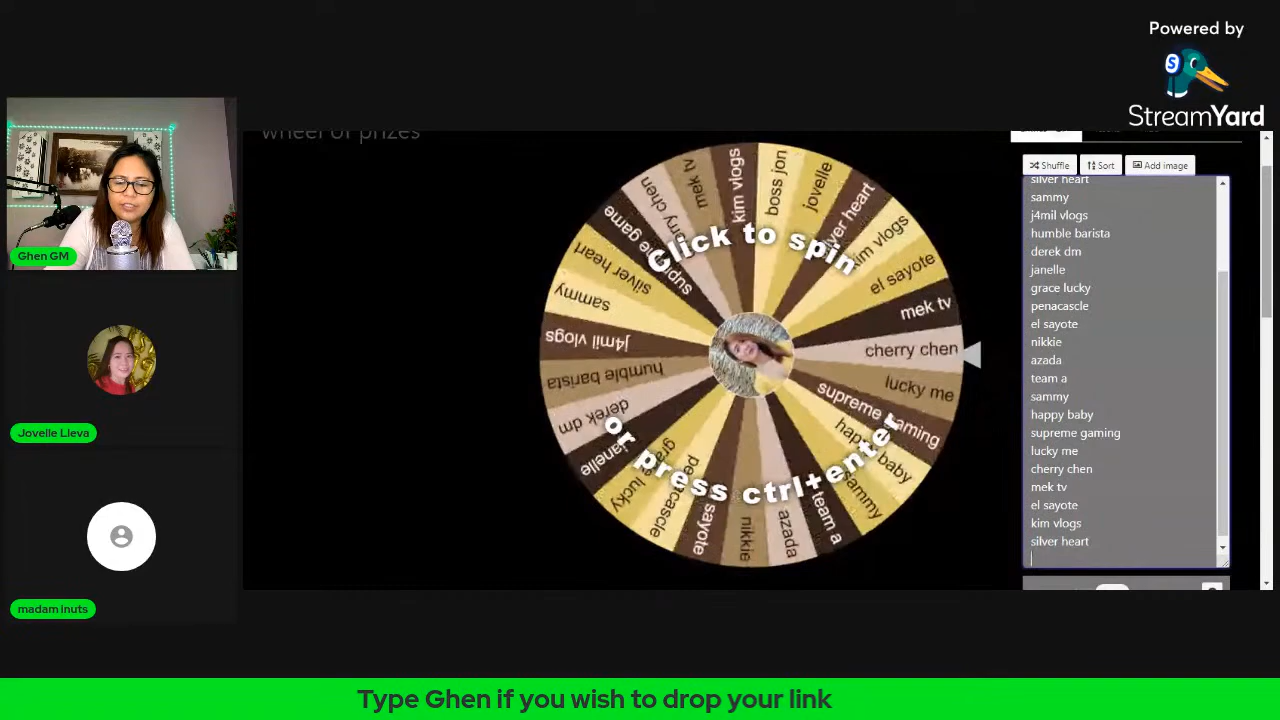 Powered by
StreamYard
wheel of prizes
Shuffle
Sort
Add image
silver heart
sammy
j4mil vlogs
humble barista
derek dm
janelle
grace lucky
penacascle
el sayote
nikkie
azada
team a
sammy
happy baby
supreme gaming
lucky me
cherry chen
mek tv
el sayote
kim vlogs
silver heart
Click to spin
or press ctrl+enter
kim vlogs
boss jon
jovelle
silver heart
kim vlogs
el sayote
mek tv
cherry chen
lucky me
supreme gaming
happy baby
sammy
team a
azada
nikkie
sayote
penacascle
grace lucky
janelle
derek dm
humble barista
j4mil vlogs
sammy
silver heart
mek tv
Ghen GM
Jovelle Lleva
madam inuts
Type Ghen if you wish to drop your link